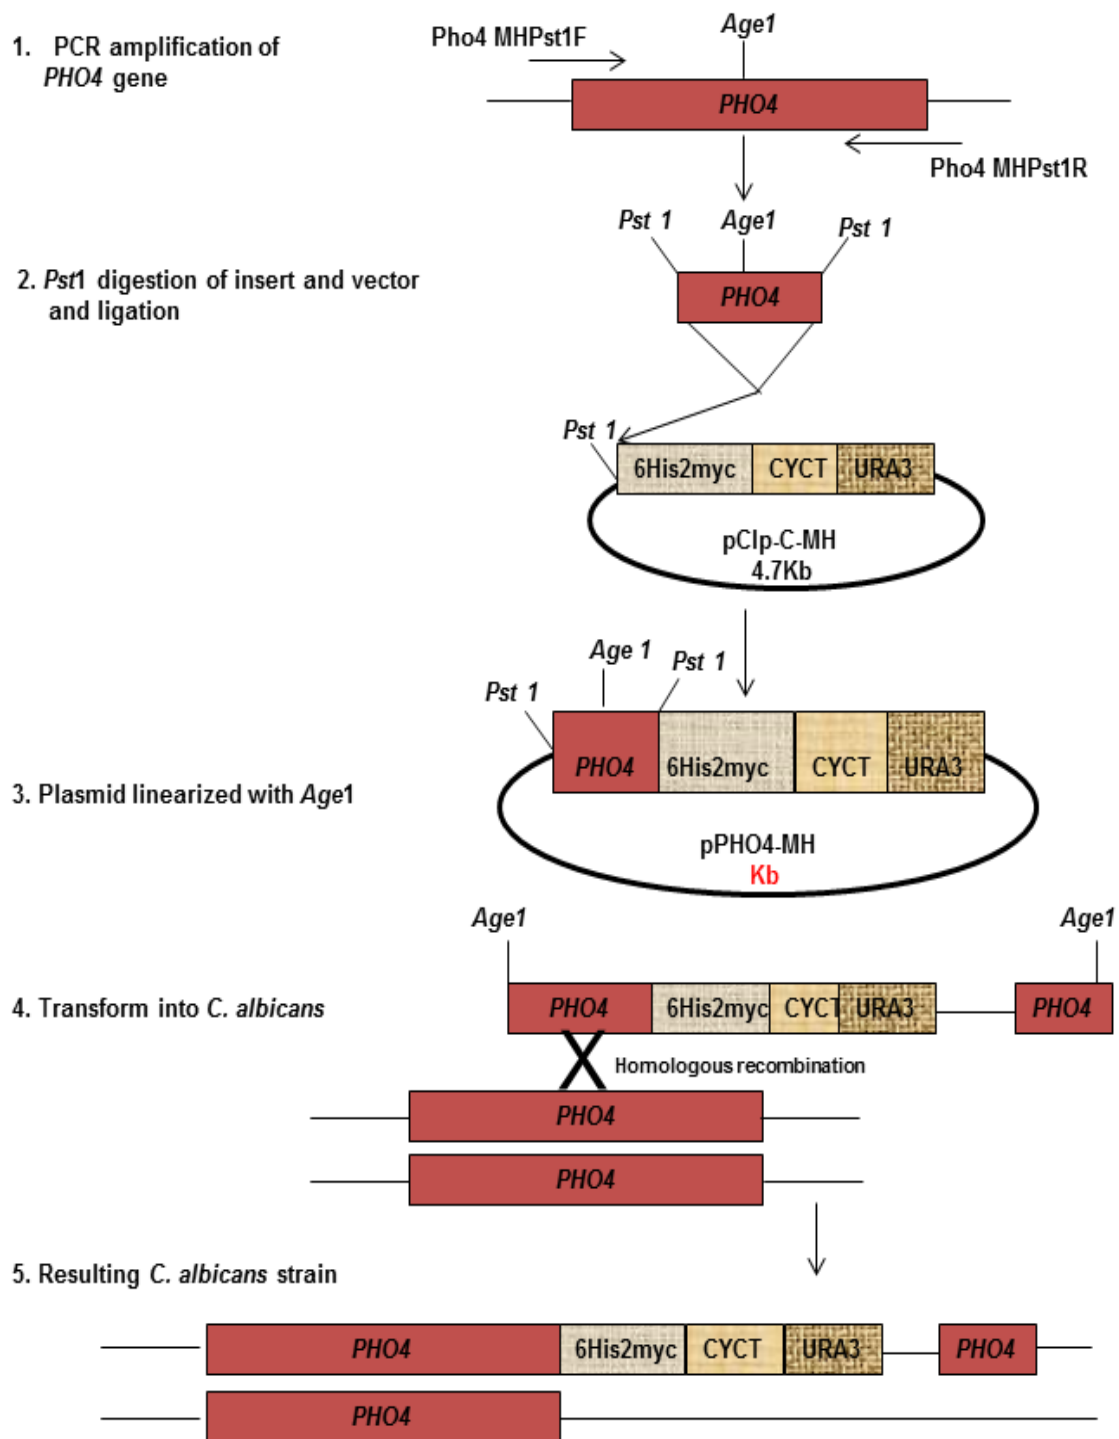 1. PCR amplification of
PHO4 gene
Pho4 MHPst1F
Age1
PHO4
Pho4 MHPst1R
Pst 1
Age1
Pst 1
2. Pst1 digestion of insert and vector
and ligation
PHO4
Pst 1
6His2myc
CYCT
URA3
pCIp-C-MH
4.7Kb
Age 1
Pst 1
Pst 1
PHO4
6His2myc
CYCT
URA3
3. Plasmid linearized with Age1
pPHO4-MH
Kb
Age1
Age1
4. Transform into C. albicans
PHO4
6His2myc
CYCT
URA3
PHO4
Homologous recombination
PHO4
PHO4
5. Resulting C. albicans strain
PHO4
6His2myc
CYCT
URA3
PHO4
PHO4